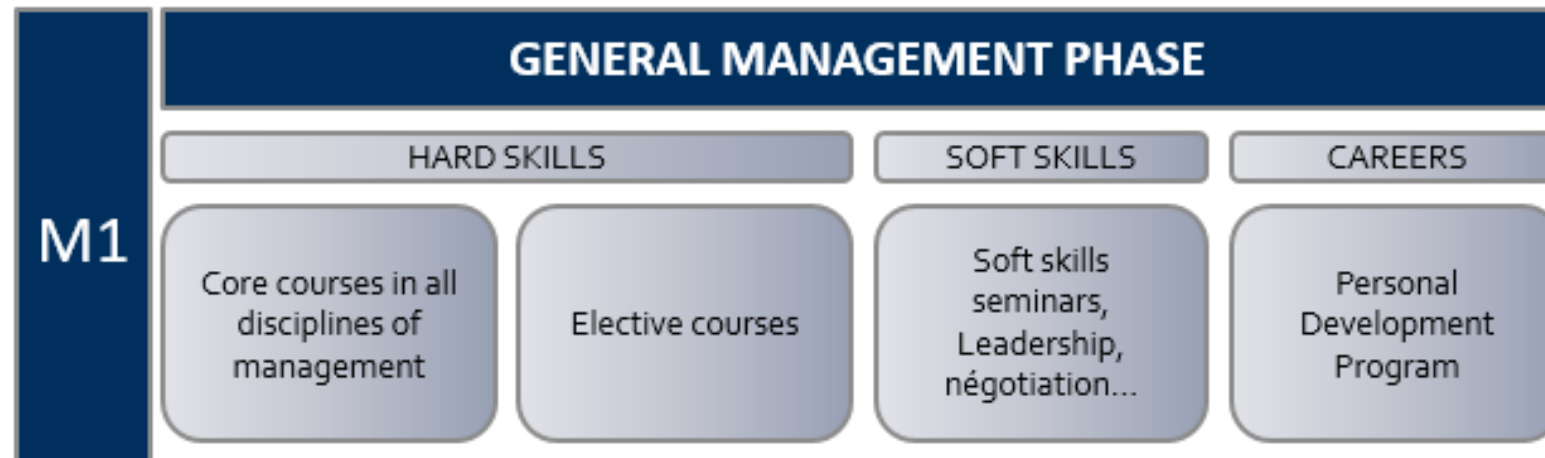 M1
GENERAL MANAGEMENT PHASE
HARD SKILLS
SOFT SKILLS
CAREERS
Core courses in all
disciplines of
management
Elective courses
Soft skills
seminars,
Leadership,
négotiation...
Personal
Development
Program